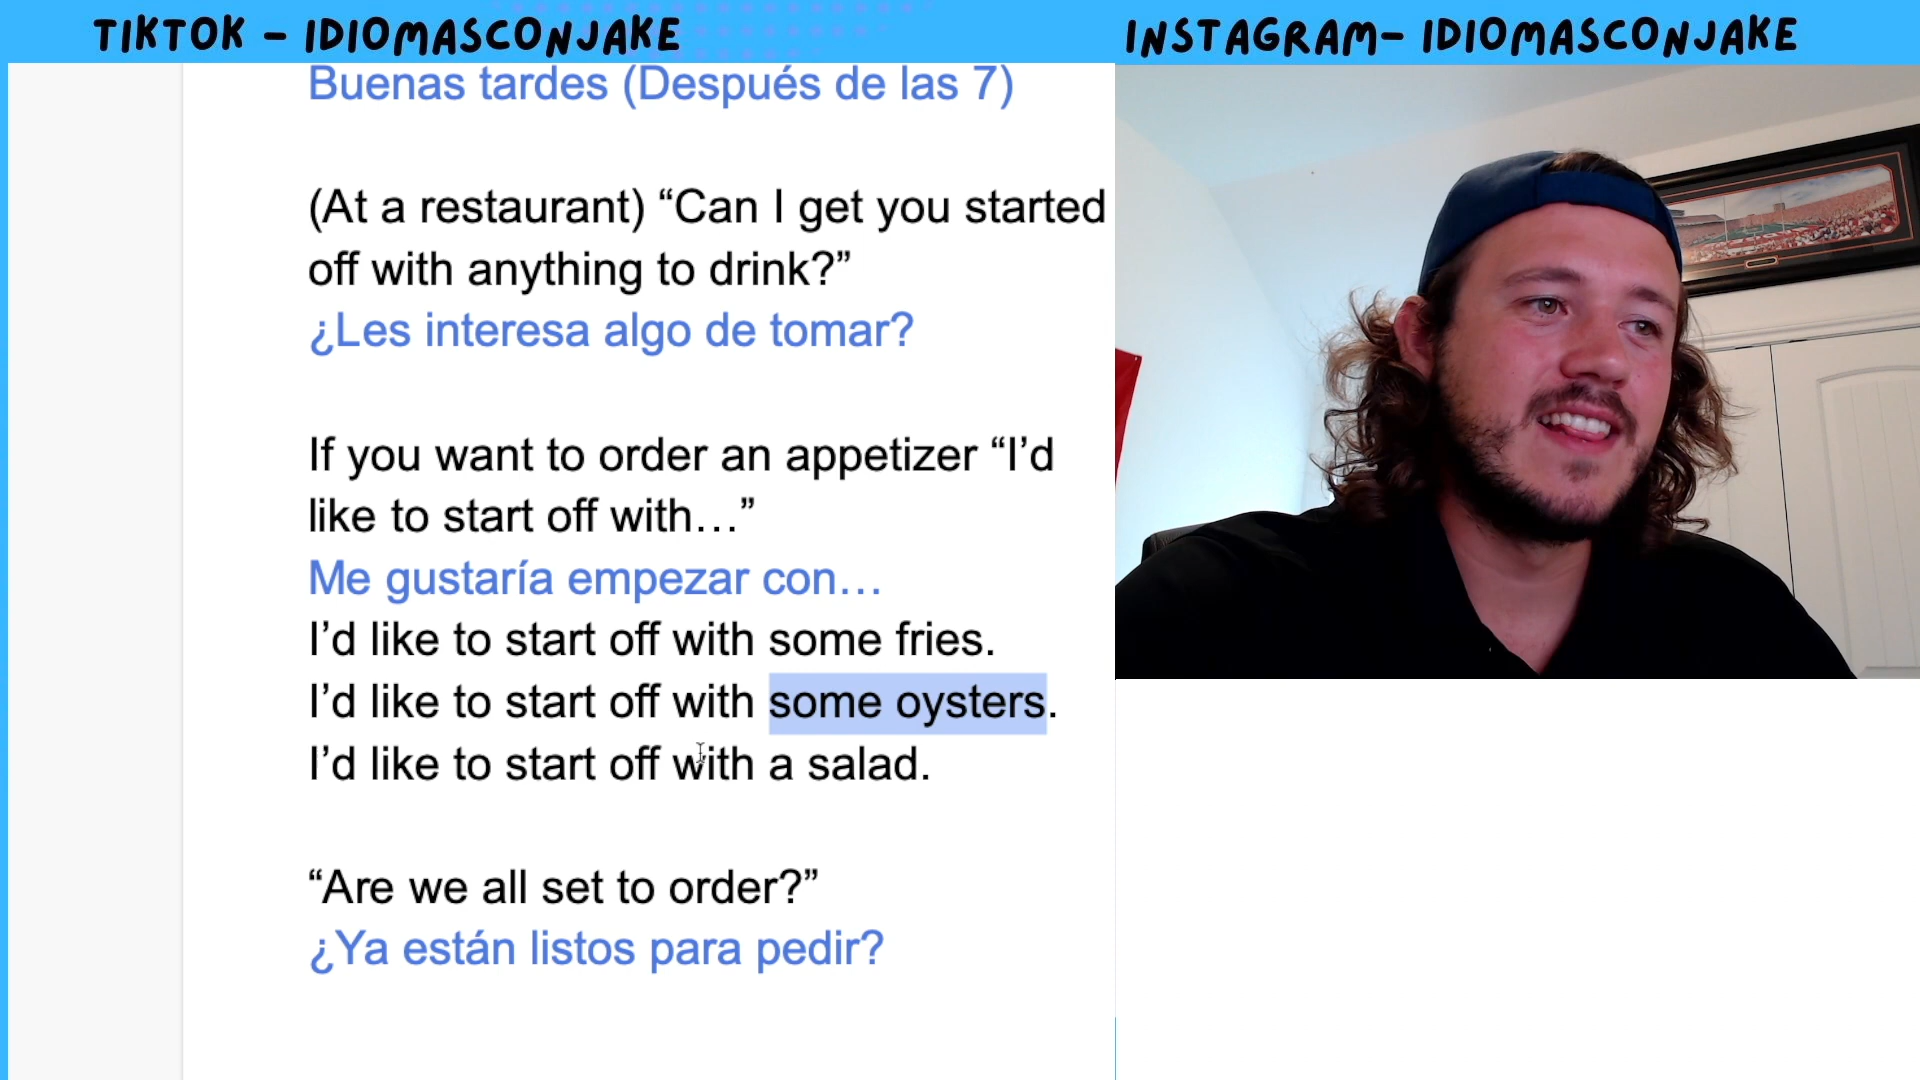 TIKTOK - IDIOMASCONJAKE
INSTAGRAM- IDIOMASCONJAKE
Buenas tardes (Después de las 7)
(At a restaurant) “Can I get you started
off with anything to drink?”
¿Les interesa algo de tomar?
If you want to order an appetizer “I’d
like to start off with…”
Me gustaría empezar con…
I’d like to start off with some fries.
I’d like to start off with some oysters.
I’d like to start off with a salad.
“Are we all set to order?”
¿Ya están listos para pedir?